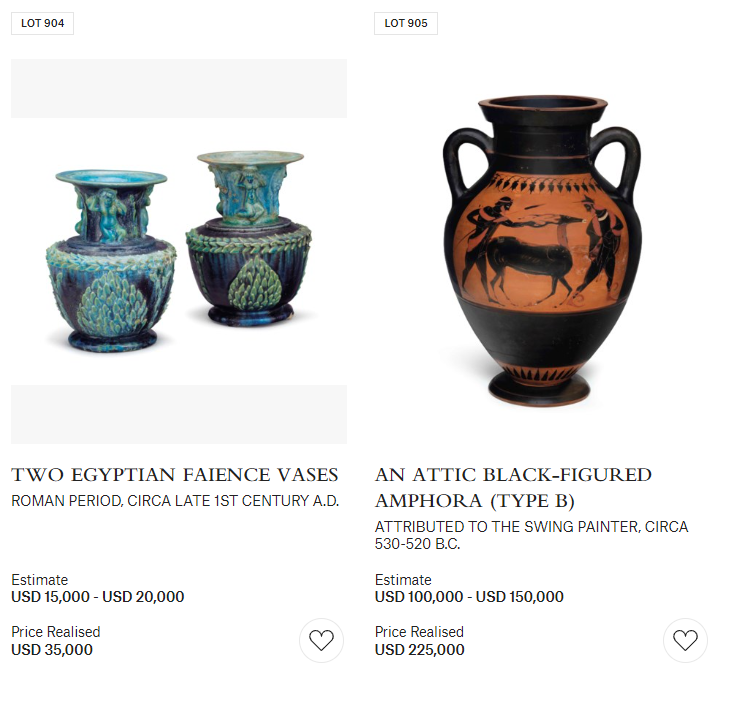 LOT 904
TWO EGYPTIAN FAIENCE VASES
ROMAN PERIOD, CIRCA LATE 1ST CENTURY A.D.
Estimate
USD 15,000 - USD 20,000
Price Realised
USD 35,000
LOT 905
AN ATTIC BLACK-FIGURED
AMPHORA (TYPE B)
ATTRIBUTED TO THE SWING PAINTER, CIRCA
530-520 B.C.
Estimate
USD 100,000 - USD 150,000
Price Realised
USD 225,000